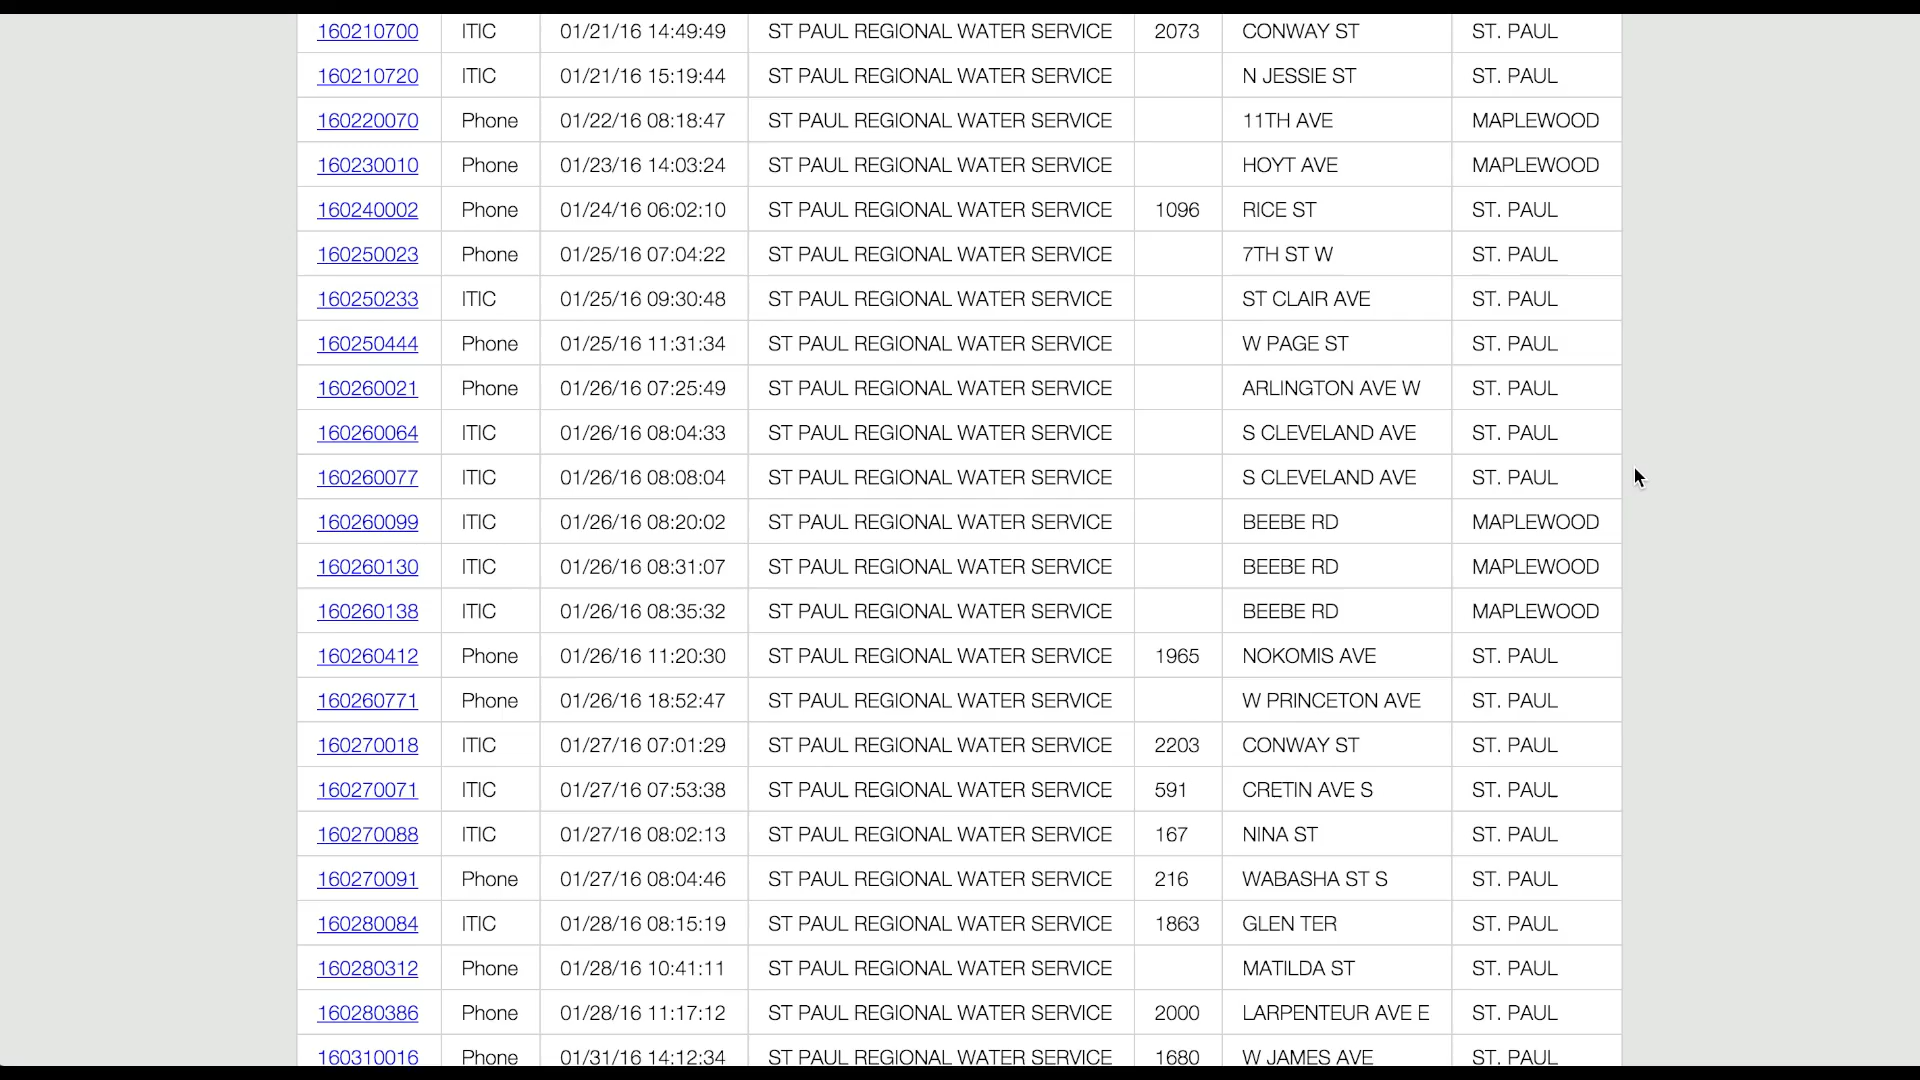 160210700 ITIC 01/21/16 14:49:49 ST PAUL REGIONAL WATER SERVICE 2073 CONWAY ST ST. PAUL
160210720 ITIC 01/21/16 15:19:44 ST PAUL REGIONAL WATER SERVICE N JESSIE ST ST. PAUL
160220070 Phone 01/22/16 08:18:47 ST PAUL REGIONAL WATER SERVICE 11TH AVE MAPLEWOOD
160230010 Phone 01/23/16 14:03:24 ST PAUL REGIONAL WATER SERVICE HOYT AVE MAPLEWOOD
160240002 Phone 01/24/16 06:02:10 ST PAUL REGIONAL WATER SERVICE 1096 RICE ST ST. PAUL
160250023 Phone 01/25/16 07:04:22 ST PAUL REGIONAL WATER SERVICE 7TH ST W ST. PAUL
160250233 ITIC 01/25/16 09:30:48 ST PAUL REGIONAL WATER SERVICE ST CLAIR AVE ST. PAUL
160250444 Phone 01/25/16 11:31:34 ST PAUL REGIONAL WATER SERVICE W PAGE ST ST. PAUL
160260021 Phone 01/26/16 07:25:49 ST PAUL REGIONAL WATER SERVICE ARLINGTON AVE W ST. PAUL
160260064 ITIC 01/26/16 08:04:33 ST PAUL REGIONAL WATER SERVICE S CLEVELAND AVE ST. PAUL
160260077 ITIC 01/26/16 08:08:04 ST PAUL REGIONAL WATER SERVICE S CLEVELAND AVE ST. PAUL
160260099 ITIC 01/26/16 08:20:02 ST PAUL REGIONAL WATER SERVICE BEEBE RD MAPLEWOOD
160260130 ITIC 01/26/16 08:31:07 ST PAUL REGIONAL WATER SERVICE BEEBE RD MAPLEWOOD
160260138 ITIC 01/26/16 08:35:32 ST PAUL REGIONAL WATER SERVICE BEEBE RD MAPLEWOOD
160260412 Phone 01/26/16 11:20:30 ST PAUL REGIONAL WATER SERVICE 1965 NOKOMIS AVE ST. PAUL
160260771 Phone 01/26/16 18:52:47 ST PAUL REGIONAL WATER SERVICE W PRINCETON AVE ST. PAUL
160270018 ITIC 01/27/16 07:01:29 ST PAUL REGIONAL WATER SERVICE 2203 CONWAY ST ST. PAUL
160270071 ITIC 01/27/16 07:53:38 ST PAUL REGIONAL WATER SERVICE 591 CRETIN AVE S ST. PAUL
160270088 ITIC 01/27/16 08:02:13 ST PAUL REGIONAL WATER SERVICE 167 NINA ST ST. PAUL
160270091 Phone 01/27/16 08:04:46 ST PAUL REGIONAL WATER SERVICE 216 WABASHA ST S ST. PAUL
160280084 ITIC 01/28/16 08:15:19 ST PAUL REGIONAL WATER SERVICE 1863 GLEN TER ST. PAUL
160280312 Phone 01/28/16 10:41:11 ST PAUL REGIONAL WATER SERVICE MATILDA ST ST. PAUL
160280386 Phone 01/28/16 11:17:12 ST PAUL REGIONAL WATER SERVICE 2000 LARPENTEUR AVE E ST. PAUL
160310016 Phone 01/31/16 14:12:34 ST PAUL REGIONAL WATER SERVICE 1680 W JAMES AVE ST. PAUL